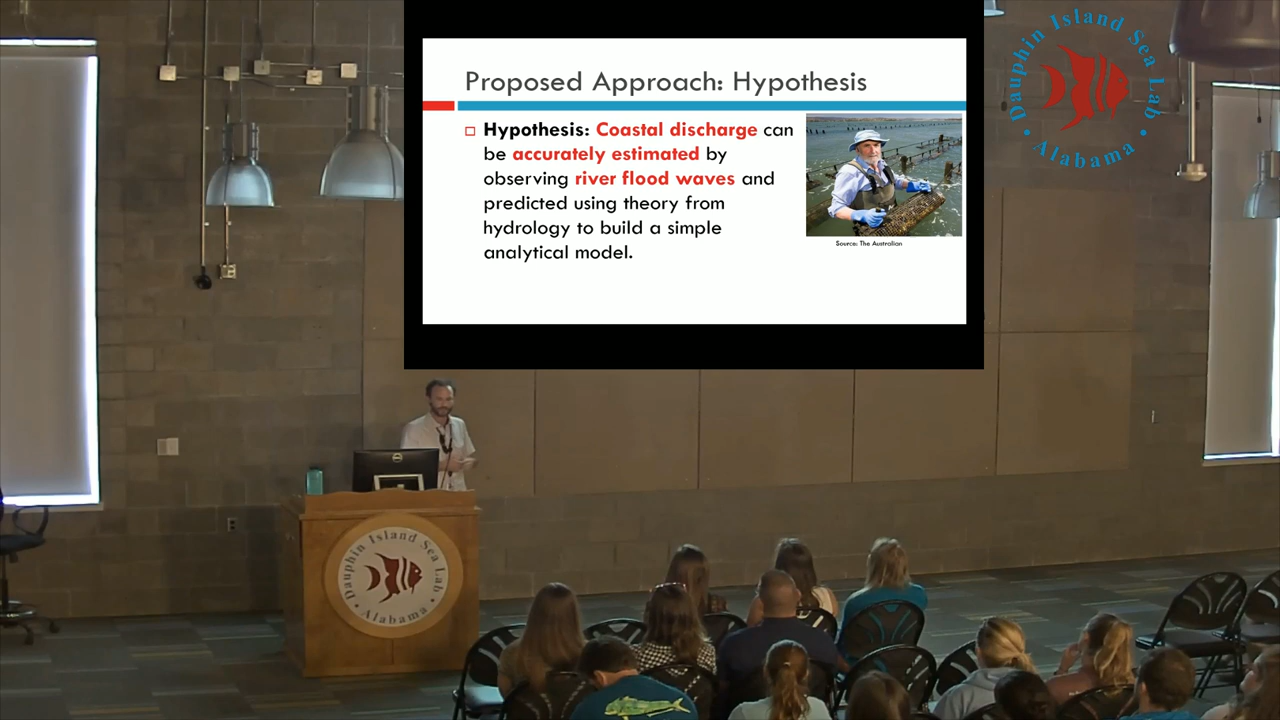 Proposed Approach: Hypothesis
Hypothesis: Coastal discharge can
be accurately estimated by
observing river flood waves and
predicted using theory from
hydrology to build a simple
analytical model.
Source: The Australian
Dauphin Island Sea Lab
Alabama
DELL
Dauphin Island Sea Lab
Alabama